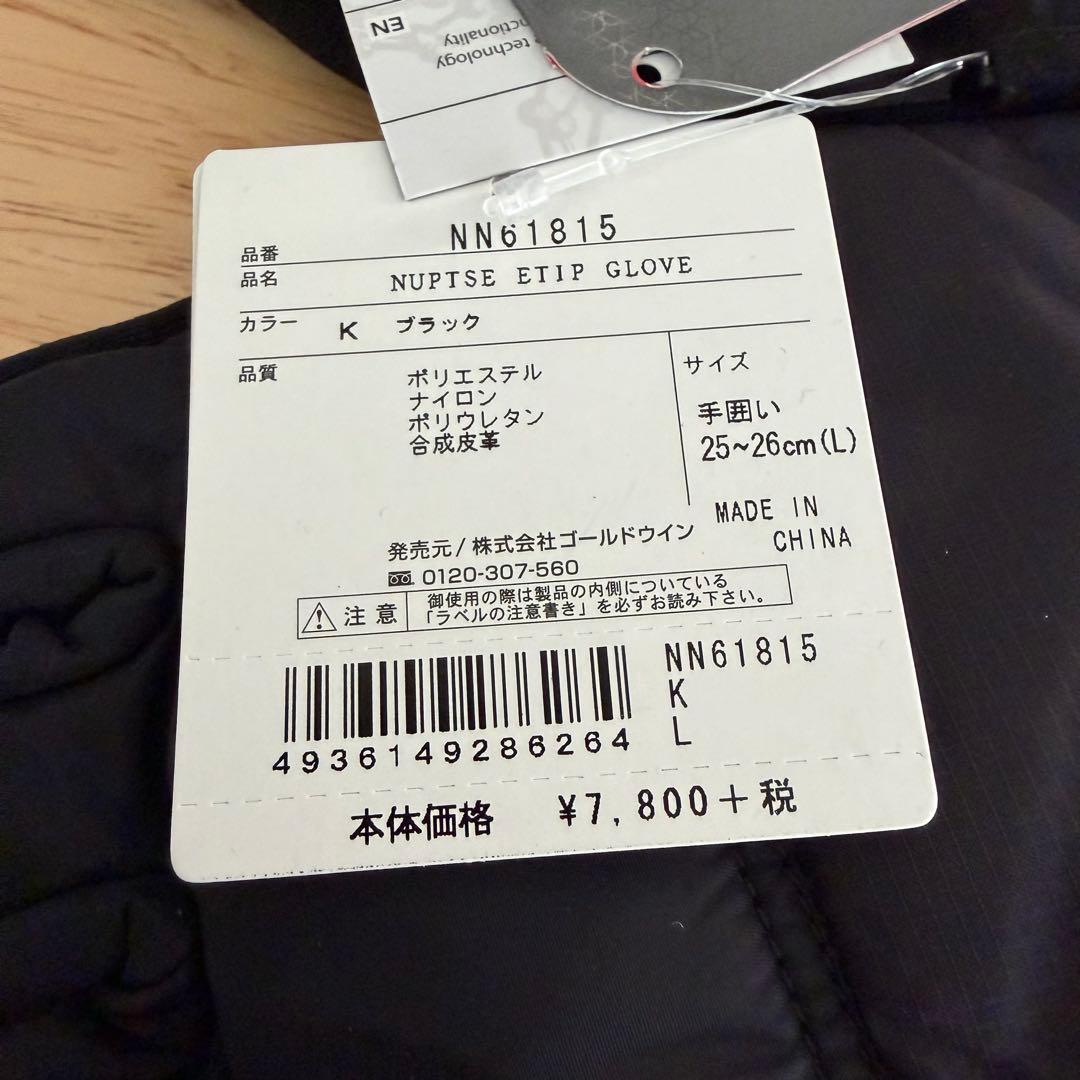 EN
technology
nctionality
品番 NN61815
品名 NUPTSE ETIP GLOVE
カラー K ブラック
品質 ポリエステル
ナイロン
ポリウレタン
合成皮革
サイズ
手囲い
25~26cm(L)
MADE IN
CHINA
発売元/株式会社ゴールドウイン
0120-307-560
注意 御使用の際は製品の内側についている
「ラベルの注意書き」を必ずお読み下さい。
NN61815
K
L
4936149286264
本体価格 ¥7,800+税